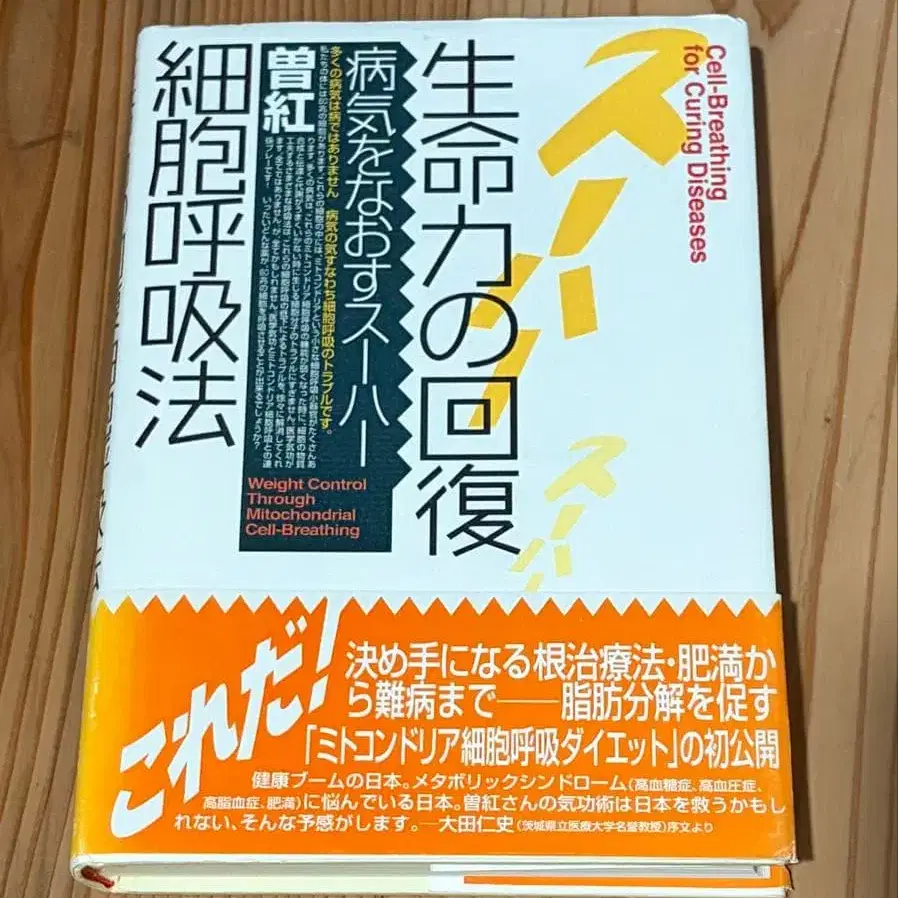 Cell-Breathing
for Curing Diseases
スーハー
スーハー
生命力の回復
病気をなおすスーハー
曽紅
多くの病気は病ではありません 病気の気すなわち細胞呼吸のトラブルです。
細胞呼吸法
Weight Control
Through
Mitochondrial
Cell-Breathing
これだ!
決め手になる根治療法・肥満か
ら難病まで——脂肪分解を促す
「ミトコンドリア細胞呼吸ダイエット」の初公開
健康ブームの日本。メタボリックシンドローム(高血糖症、高血圧症、
高脂血症、肥満)に悩んでいる日本。曽紅さんの気功術は日本を救うかもし
れない、そんな予感がします。—大田仁史(茨城県立医療大学名誉教授)序文より